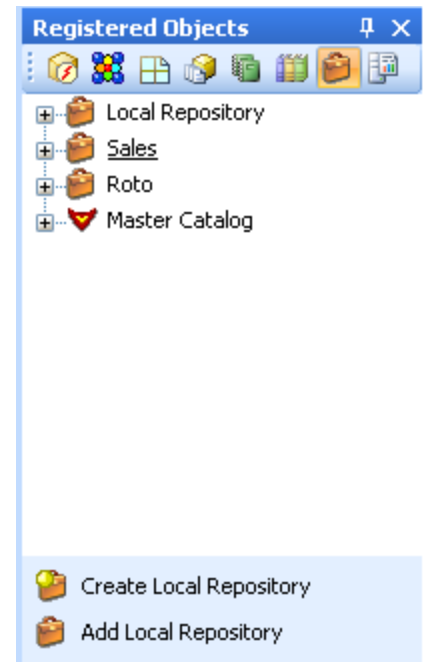 Registered Objects
Local Repository
Sales
Roto
Master Catalog
Create Local Repository
Add Local Repository